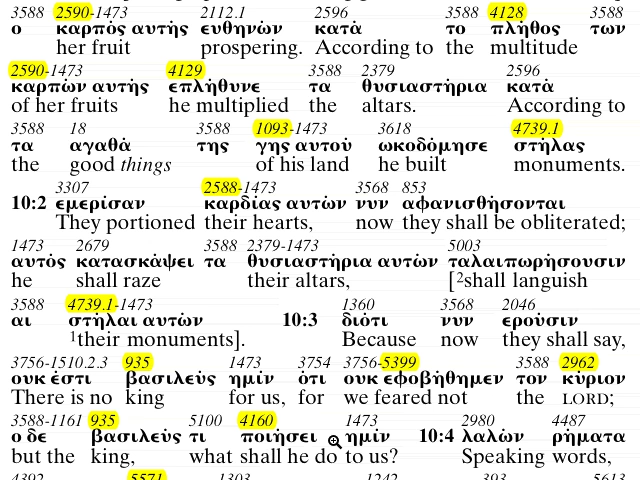 3588 2590-1473 2112.1 2596 3588 4128 3588
ο καρπός αυτής ευθηνών κατά το πλήθος των
her fruit prospering. According to the multitude
2590-1473 4129 3588 2379 2596
καρπών αυτής επλήθυνε τα θυσιαστήρια κατά
of her fruits he multiplied the altars. According to
3588 18 3588 1093-1473 3618 4739.1
τα αγαθά της γης αυτού ωκοδόμησε στήλας
the good things of his land he built monuments.
3307 2588-1473 3568 853
10:2 εμερίσαν καρδίας αυτών νυν αφανισθήσονται
They portioned their hearts, now they shall be obliterated;
1473 2679 3588 2379-1473 5003
αυτός κατασκάψει τα θυσιαστήρια αυτών ταλαιπωρήσουσιν
he shall raze their altars, [2shall languish
3588 4739.1-1473 1360 3568 2046
αι στήλαι αυτών 10:3 διότι νυν ερούσιν
1their monuments]. Because now they shall say,
3756-1510.2.3 935 1473 3754 3756-5399 3588 2962
ουκ έστι βασιλεύς ημίν ότι ουκ εφοβήθημεν τον κύριον
There is no king for us, for we feared not the LORD;
3588-1161 935 5100 4160 1473 2980 4487
ο δε βασιλεύς τι ποιήσει ημίν 10:4 λαλών ρήματα
but the king, what shall he do to us? Speaking words,
4392 5571 1303 1242 393 5613